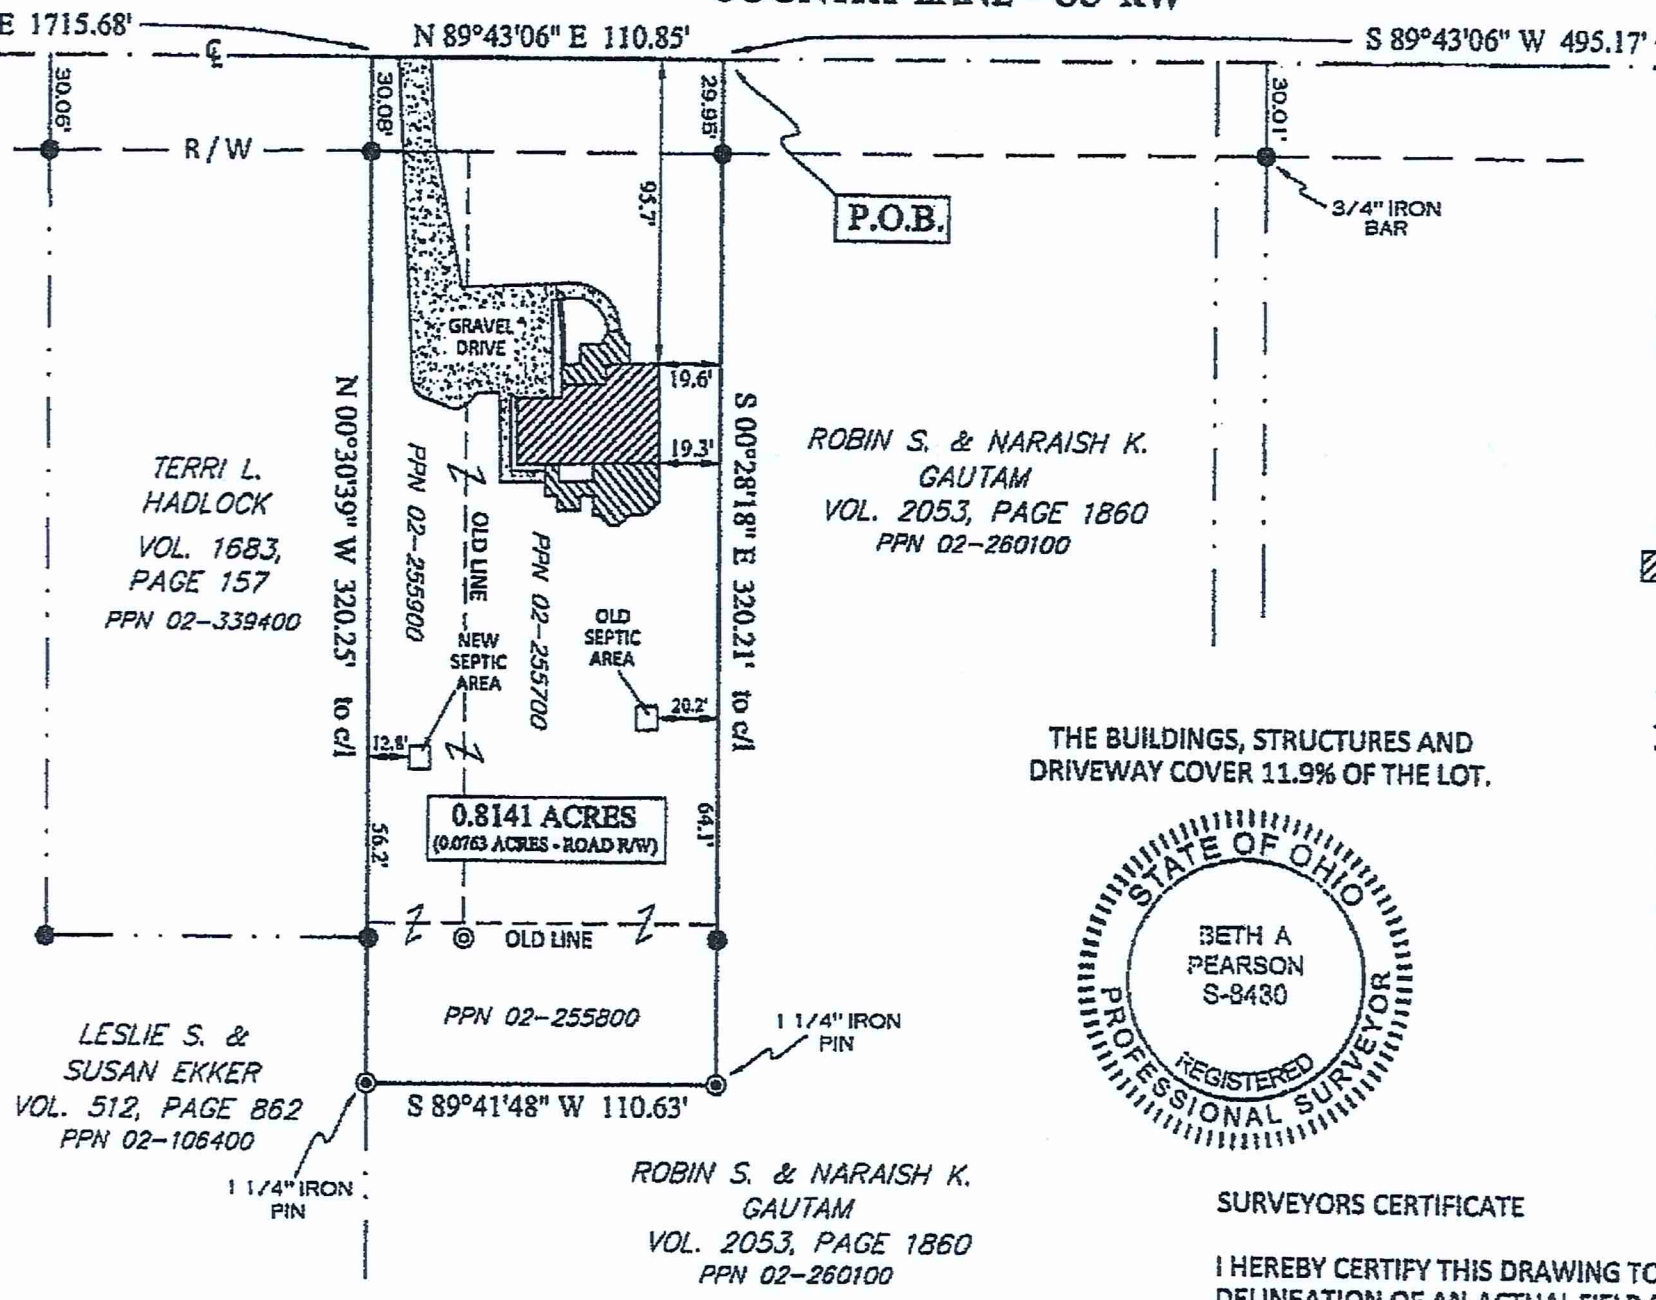 E 1715.68'
N 89°43'06" E 110.85'
S 89°43'06" W 495.17'
30.06'
30.08'
29.95'
30.01'
R/W
95.7'
P.O.B.
3/4" IRON
BAR
GRAVEL
DRIVE
19.6'
19.3'
N 00°30'39" W 320.25' to c/l
S 00°28'18" E 320.21' to c/l
TERRI L.
HADLOCK
VOL. 1683,
PAGE 157
PPN 02-339400
PPN 02-255900
OLD LINE
PPN 02-255700
ROBIN S. & NARAISH K.
GAUTAM
VOL. 2053, PAGE 1860
PPN 02-260100
NEW
SEPTIC
AREA
OLD
SEPTIC
AREA
20.2'
12.8'
THE BUILDINGS, STRUCTURES AND
DRIVEWAY COVER 11.9% OF THE LOT.
0.8141 ACRES
(0.0763 ACRES - ROAD R/W)
56.2'
64.1'
OLD LINE
STATE OF OHIO
BETH A
PEARSON
S-8430
REGISTERED
PROFESSIONAL SURVEYOR
PPN 02-255800
1 1/4" IRON
PIN
LESLIE S. &
SUSAN EKKER
VOL. 512, PAGE 862
PPN 02-106400
S 89°41'48" W 110.63'
1 1/4" IRON
PIN
ROBIN S. & NARAISH K.
GAUTAM
VOL. 2053, PAGE 1860
PPN 02-260100
SURVEYORS CERTIFICATE
I HEREBY CERTIFY THIS DRAWING TO